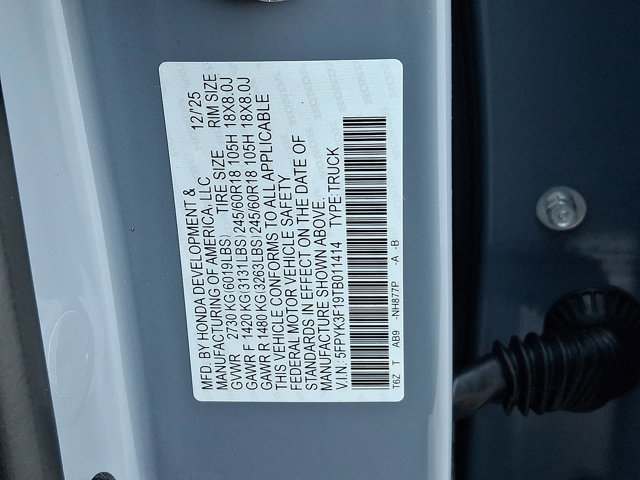 MFD. BY HONDA DEVELOPMENT & 12/'25
MANUFACTURING OF AMERICA, LLC
TIRE SIZE RIM SIZE
GVWR 2730 KG(6019LBS)
GAWR F 1420 KG(3131LBS) 245/60R18 105H 18X8.0J
GAWR R 1480 KG(3263LBS) 245/60R18 105H 18X8.0J
THIS VEHICLE CONFORMS TO ALL APPLICABLE
FEDERAL MOTOR VEHICLE SAFETY
STANDARDS IN EFFECT ON THE DATE OF
MANUFACTURE SHOWN ABOVE.
V.I.N: 5FPYK3F19TB011414 TYPE:TRUCK
T6Z T AB9 -NH877P -A -B